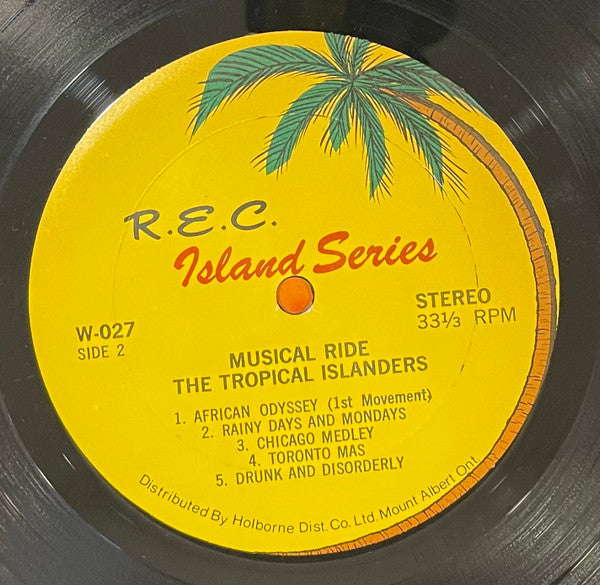 R.E.C.
Island Series
W-027
SIDE 2
STEREO
33⅓ RPM
MUSICAL RIDE
THE TROPICAL ISLANDERS
1. AFRICAN ODYSSEY (1st Movement)
2. RAINY DAYS AND MONDAYS
3. CHICAGO MEDLEY
4. TORONTO MAS
5. DRUNK AND DISORDERLY
Distributed By Holborne Dist. Co. Ltd. Mount Albert Ont.